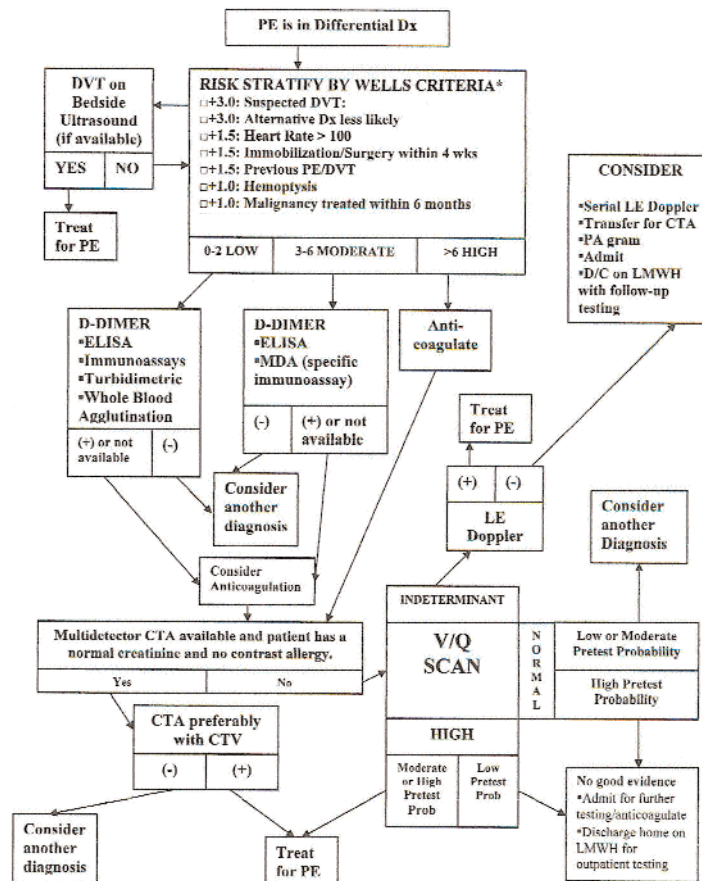 PE is in Differential Dx
DVT on
Bedside
Ultrasound
(if available)
YES
NO
Treat
for PE
RISK STRATIFY BY WELLS CRITERIA*
□+3.0: Suspected DVT:
□+3.0: Alternative Dx less likely
□+1.5: Heart Rate > 100
□+1.5: Immobilization/Surgery within 4 wks
□+1.5: Previous PE/DVT
□+1.0: Hemoptysis
□+1.0: Malignancy treated within 6 months
0-2 LOW
3-6 MODERATE
>6 HIGH
CONSIDER
▪Serial LE Doppler
▪Transfer for CTA
▪PA gram
▪Admit
▪D/C on LMWH
with follow-up
testing
D-DIMER
▪ELISA
▪Immunoassays
▪Turbidimetric
▪Whole Blood
Agglutination
(+) or not
available
(-)
D-DIMER
▪ELISA
▪MDA (specific
immunoassay)
(-)
(+) or not
available
Anti-
coagulate
Consider
another
diagnosis
Consider
Anticoagulation
Treat
for PE
(+)
(-)
LE
Doppler
Consider
another
Diagnosis
Multidetector CTA available and patient has a
normal creatinine and no contrast allergy.
Yes
No
INDETERMINANT
V/Q
SCAN
NORMAL
Low or Moderate
Pretest Probability
High Pretest
Probability
HIGH
Moderate
or High
Pretest
Prob
Low
Pretest
Prob
CTA preferably
with CTV
(-)
(+)
Consider
another
diagnosis
Treat
for PE
No good evidence
▪Admit for further
testing/anticoagulate
▪Discharge home on
LMWH for
outpatient testing